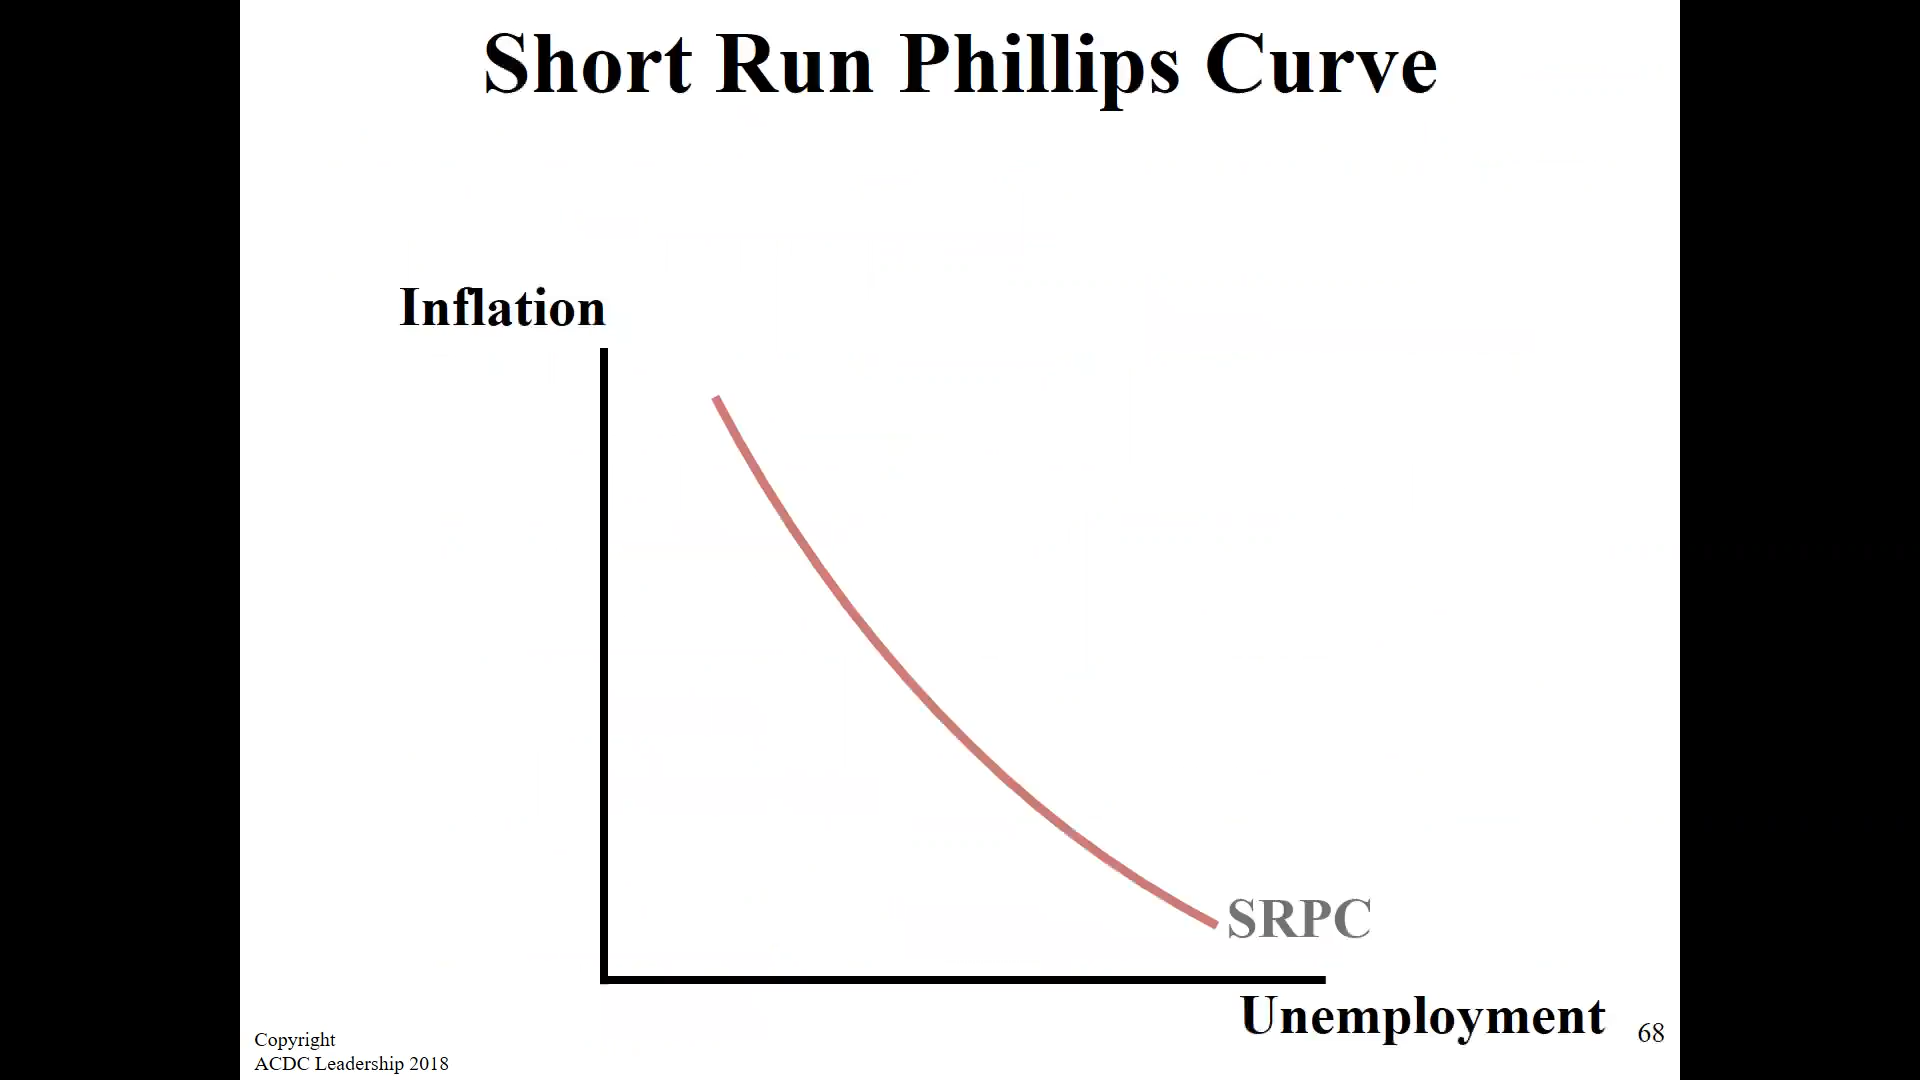 Short Run Phillips Curve
Inflation
SRPC
Unemployment
68
Copyright
ACDC Leadership 2018